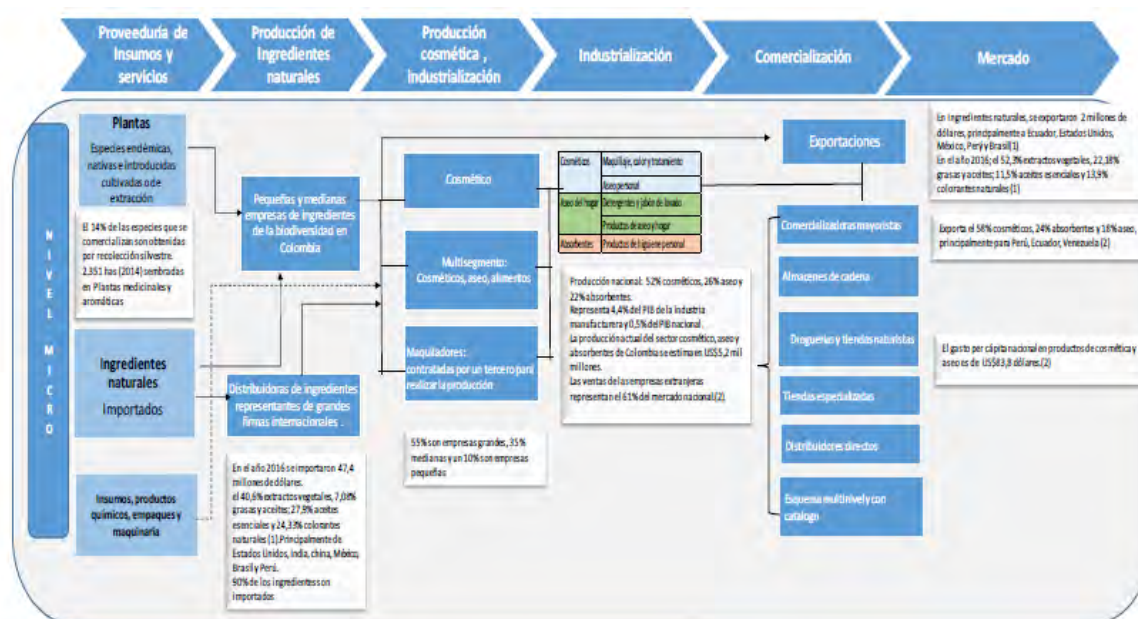 Proveeduría de
Insumos y
servicios
Producción de
Ingredientes
naturales
Producción
cosmética ,
industrialización
Industrialización
Comercialización
Mercado
NIVEL MICRO
Plantas
Especies endémicas,
nativas e introducidas
cultivadas o de
extracción
El 14% de las especies que se
comercializan son obtenidas
por recolección silvestre.
2.351 has (2014) sembradas
en Plantas medicinales y
aromáticas
Ingredientes
naturales
Importados
Insumos, productos
químicos, empaques y
maquinaria
Pequeñas y medianas
empresas de ingredientes
de la biodiversidad en
Colombia
Distribuidoras de ingredientes
representantes de grandes
firmas internacionales .
En el año 2016 se importaron 47,4
millones de dólares.
el 40,6% extractos vegetales, 7,08%
grasas y aceites; 27,9% aceites
esenciales y 24,33% colorantes
naturales (1).Principalmente de
Estados Unidos, India, china, México,
Brasil y Perú.
90% de los ingredientes son
importados
Cosmético
Multisegmento:
Cosméticos, aseo, alimentos
Maquiladores:
contratadas por un tercero para
realizar la producción
55% son empresas grandes, 35%
medianas y un 10% son empresas
pequeñas
Cosméticos Maquillaje, color y tratamiento
Aseo personal
Aseo del hogar Detergentes y jabón de lavado
Productos de aseo y hogar
Absorbentes Productos de higiene personal
Producción nacional: 52% cosméticos, 26% aseo y
22% absorbentes.
Representa 4,4% del PIB de la industria
manufacturera y 0,5% del PIB nacional .
La producción actual del sector cosmético, aseo y
absorbentes de Colombia se estima en US$5,2 mil
millones.
Las ventas de las empresas extranjeras
representan el 61% del mercado nacional.(2)
Exportaciones
Comercializadoras mayoristas
Almacenes de cadena
Droguerías y tiendas naturistas
Tiendas especializadas
Distribuidores directos
Esquema multinivel y con
catalogo
En ingredientes naturales, se exportaron 2 millones de
dólares, principalmente a Ecuador, Estados Unidos,
México, Perú y Brasil(1)
En el año 2016; el 52,3% extractos vegetales, 22,18%
grasas y aceites; 11,5% aceites esenciales y 13,9%
colorantes naturales (1)
Exporta el 58% cosméticos, 24% absorbentes y 18% aseo,
principalmente para Perú, Ecuador, Venezuela (2)
El gasto per cápita nacional en productos de cosmética y
aseo es de US$83,8 dólares.(2)